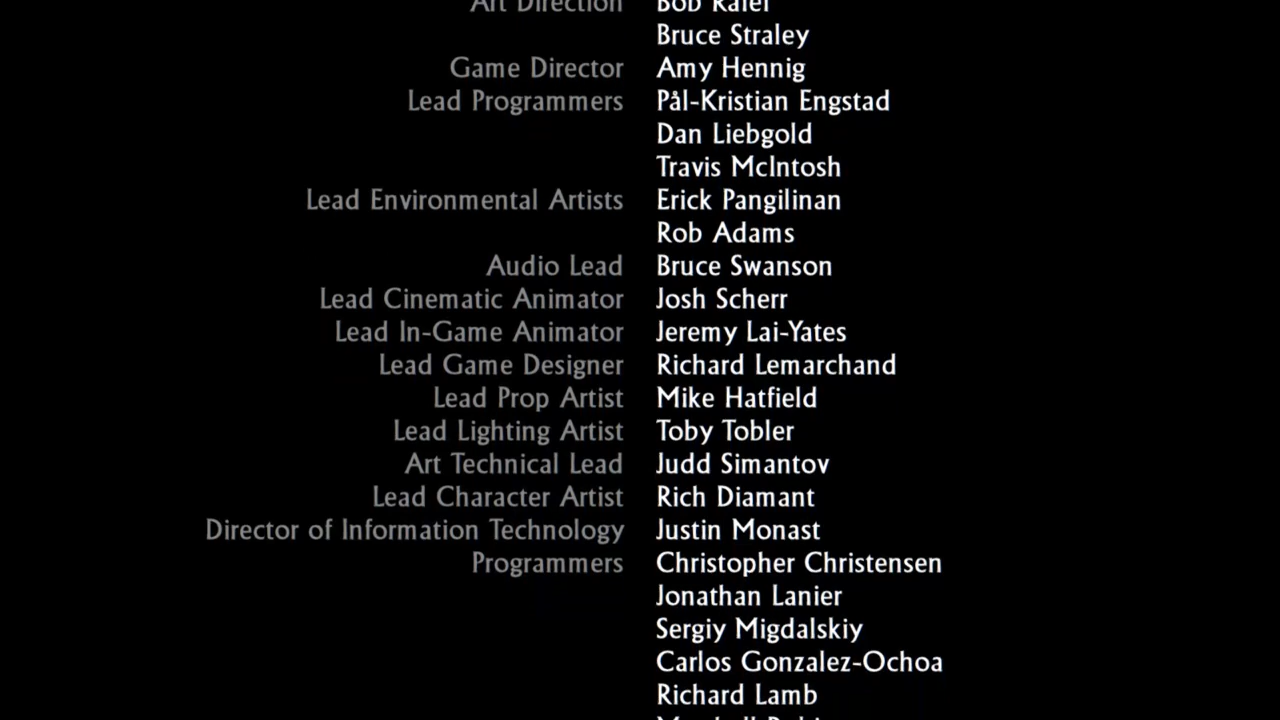 Art Direction Bob Rafei
Bruce Straley
Game Director Amy Hennig
Lead Programmers Pål-Kristian Engstad
Dan Liebgold
Travis McIntosh
Lead Environmental Artists Erick Pangilinan
Rob Adams
Audio Lead Bruce Swanson
Lead Cinematic Animator Josh Scherr
Lead In-Game Animator Jeremy Lai-Yates
Lead Game Designer Richard Lemarchand
Lead Prop Artist Mike Hatfield
Lead Lighting Artist Toby Tobler
Art Technical Lead Judd Simantov
Lead Character Artist Rich Diamant
Director of Information Technology Justin Monast
Programmers Christopher Christensen
Jonathan Lanier
Sergiy Migdalskiy
Carlos Gonzalez-Ochoa
Richard Lamb